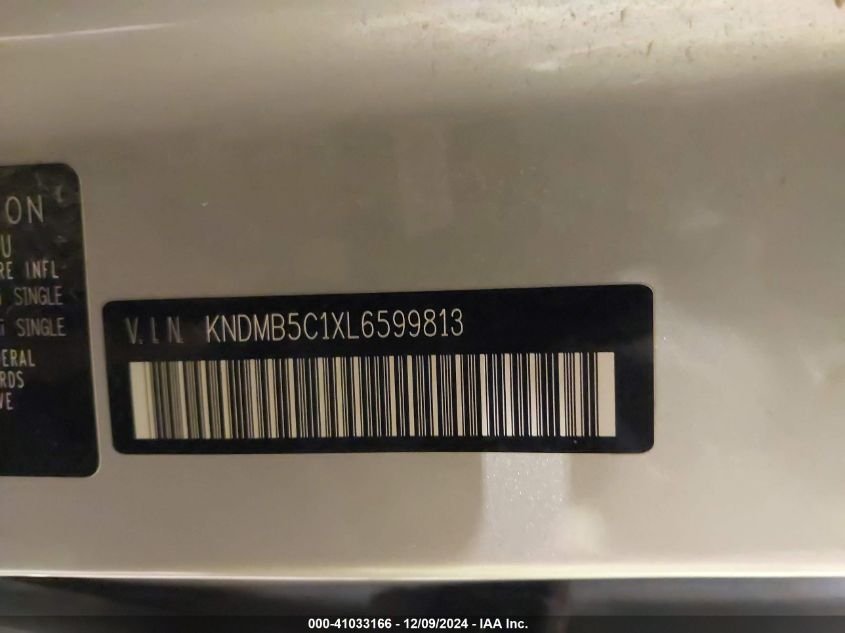 ON
U
RE INFL
SINGLE
i SINGLE
ERAL
RDS
VE
V.I.N. KNDMB5C1XL6599813
000-41033166 - 12/09/2024 - IAA Inc.